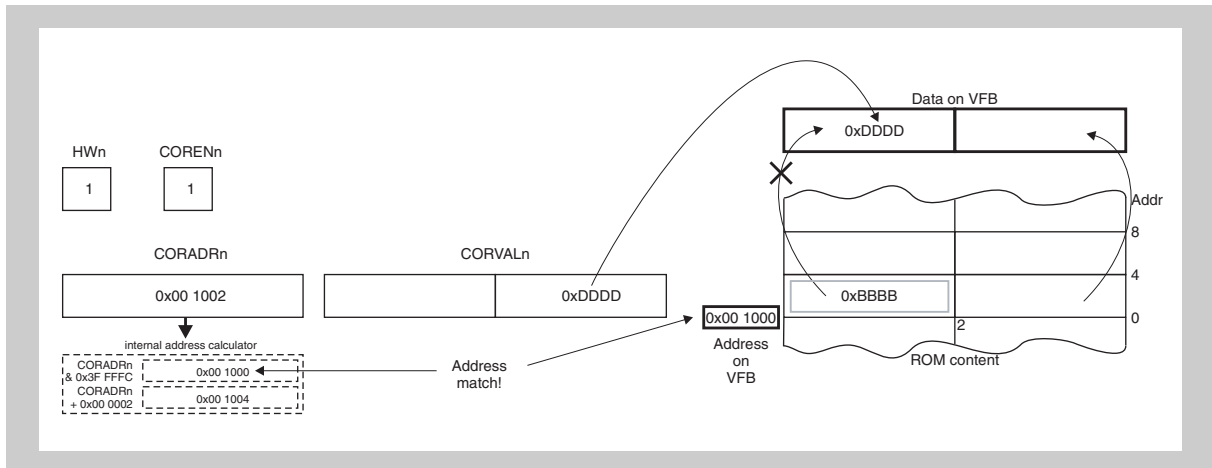 Data on VFB
0xDDDD
HWn
CORENn
1
1
Addr
8
CORADRn
CORVALn
4
0x00 1002
0xDDDD
0xBBBB
0x00 1000
0
2
internal address calculator
Address
on
VFB
ROM content
CORADRn
& 0x3F FFFC
0x00 1000
Address
match!
CORADRn
+ 0x00 0002
0x00 1004